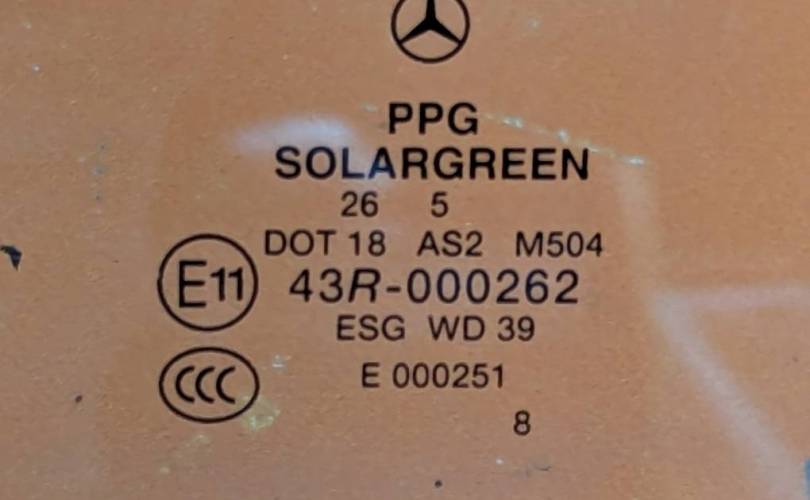 PPG
SOLARGREEN
26 5
DOT 18 AS2 M504
E11 43R-000262
ESG WD 39
CCC E 000251
8